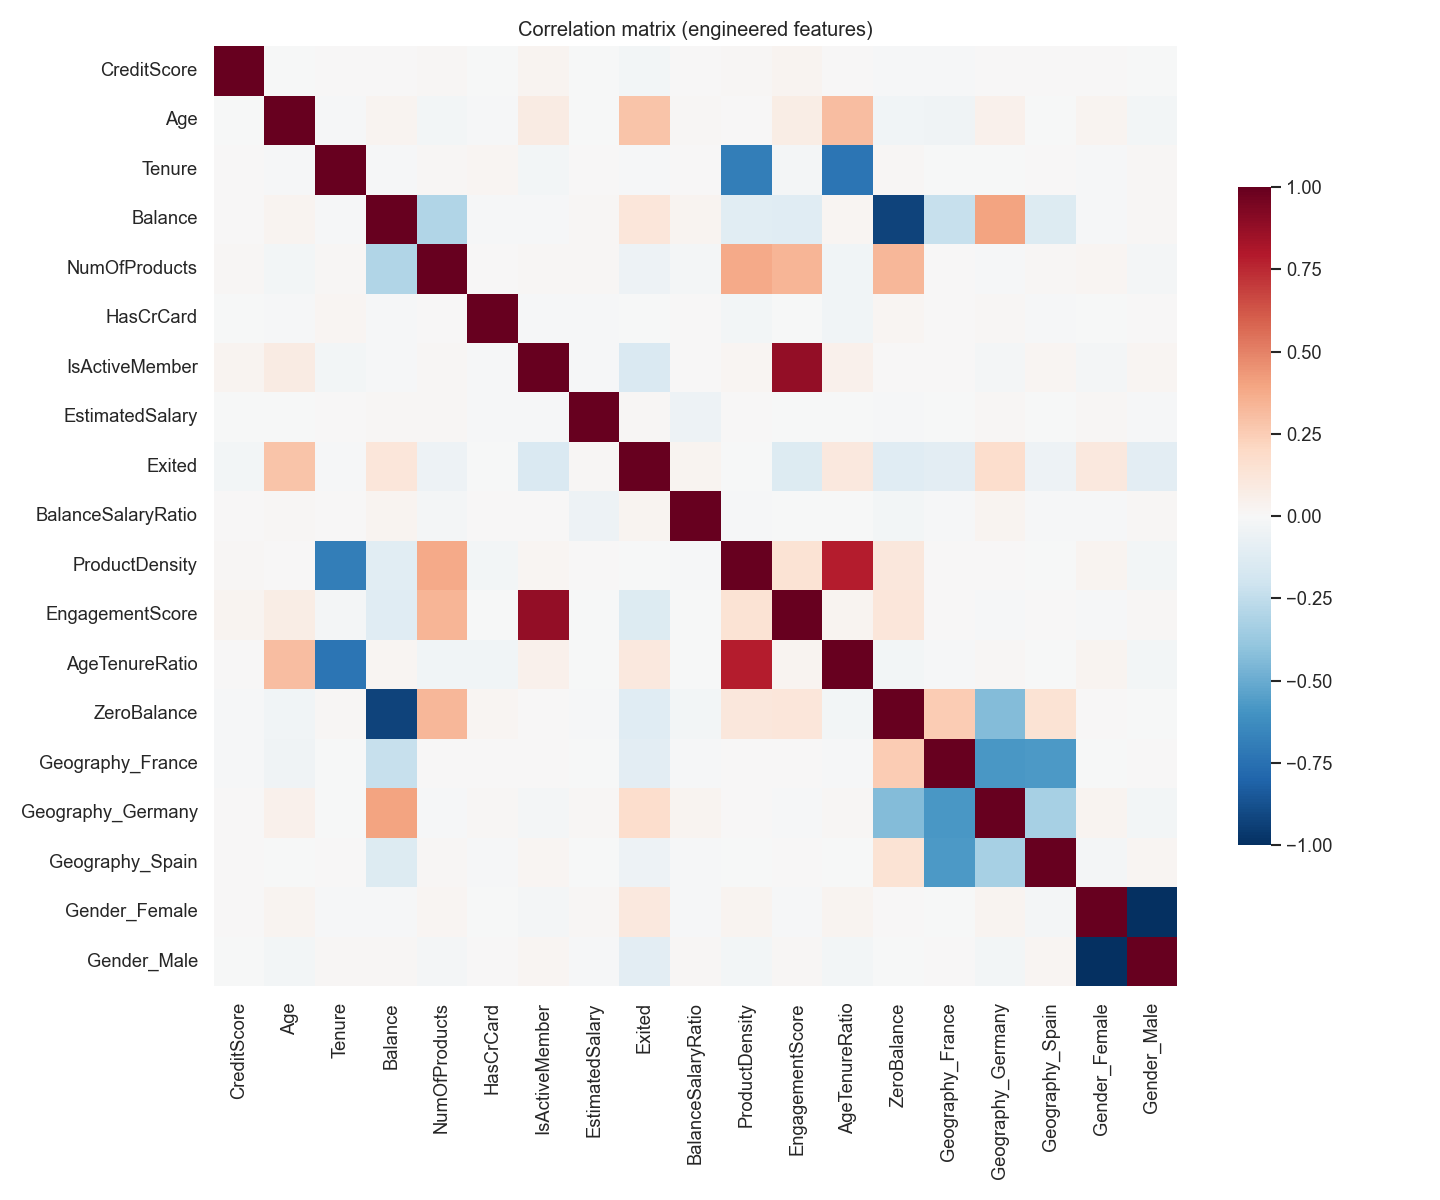 Correlation matrix (engineered features)
CreditScore
Age
Tenure
Balance
NumOfProducts
HasCrCard
IsActiveMember
EstimatedSalary
Exited
BalanceSalaryRatio
ProductDensity
EngagementScore
AgeTenureRatio
ZeroBalance
Geography_France
Geography_Germany
Geography_Spain
Gender_Female
Gender_Male
CreditScore
Age
Tenure
Balance
NumOfProducts
HasCrCard
IsActiveMember
EstimatedSalary
Exited
BalanceSalaryRatio
ProductDensity
EngagementScore
AgeTenureRatio
ZeroBalance
Geography_France
Geography_Germany
Geography_Spain
Gender_Female
Gender_Male
1.00
0.75
0.50
0.25
0.00
−0.25
−0.50
−0.75
−1.00